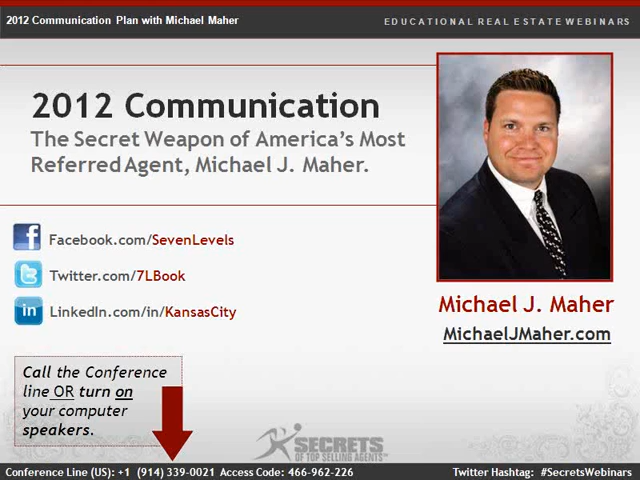 2012 Communication Plan with Michael Maher
EDUCATIONAL REAL ESTATE WEBINARS
2012 Communication
The Secret Weapon of America's Most
Referred Agent, Michael J. Maher.
Facebook.com/SevenLevels
Twitter.com/7LBook
LinkedIn.com/in/KansasCity
Michael J. Maher
MichaelJMaher.com
Call the Conference
line OR turn on
your computer
speakers.
SECRETS
OF TOP SELLING AGENTS
Conference Line (US): +1 (914) 339-0021 Access Code: 466-962-226
Twitter Hashtag: #SecretsWebinars